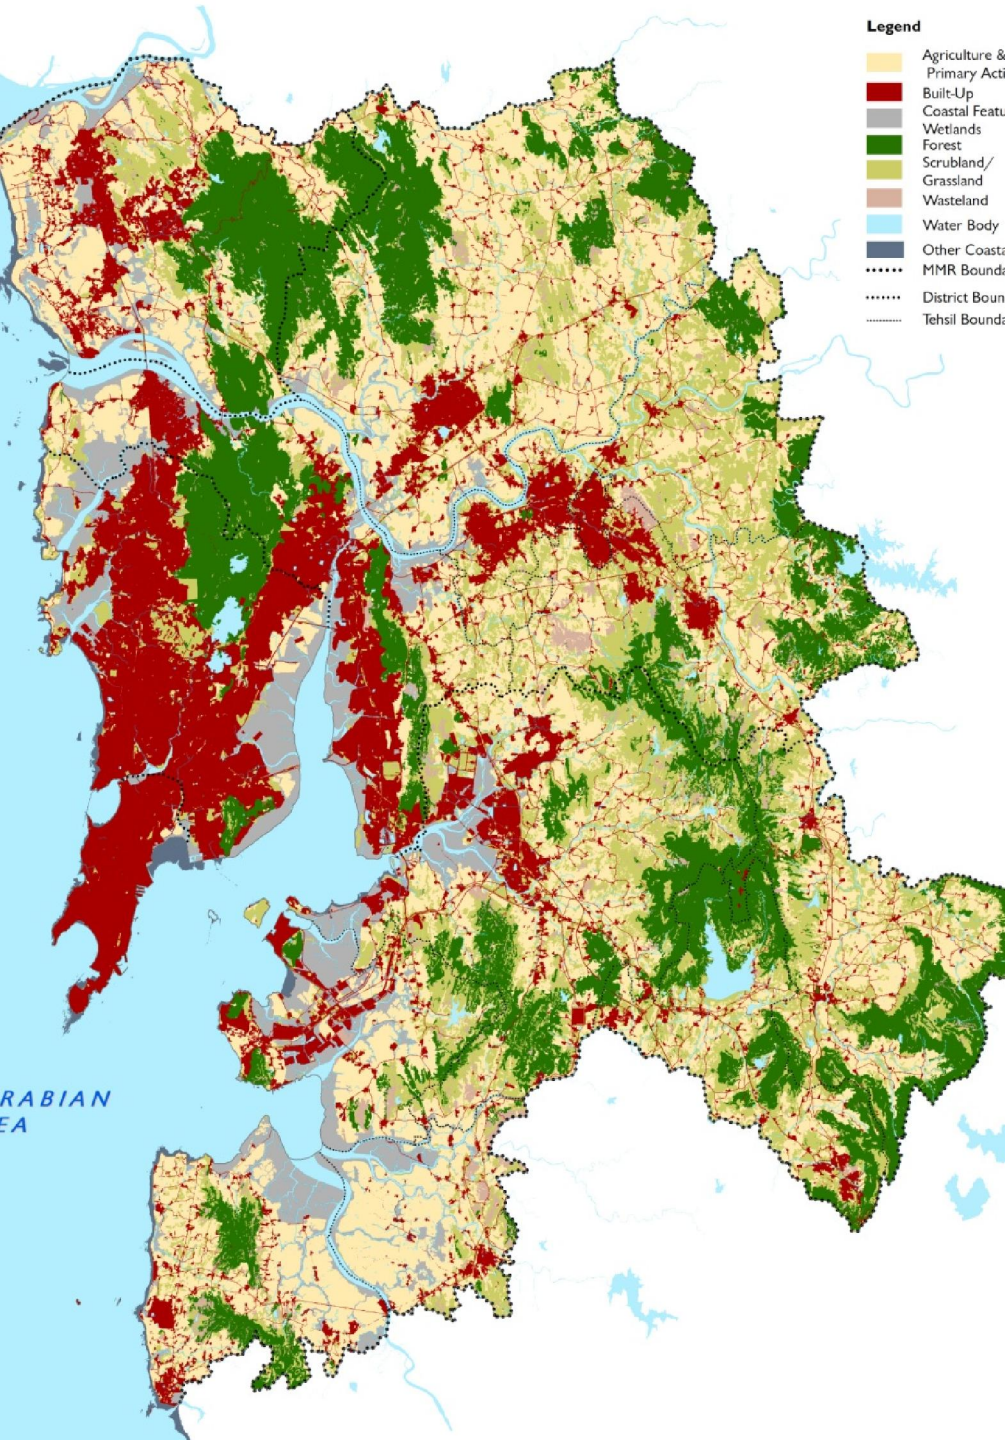 Legend
Agriculture &
Primary Acti
Built-Up
Coastal Featu
Wetlands
Forest
Scrubland/
Grassland
Wasteland
Water Body
Other Coasta
MMR Bounda
District Boun
Tehsil Bounda
RABIAN
EA